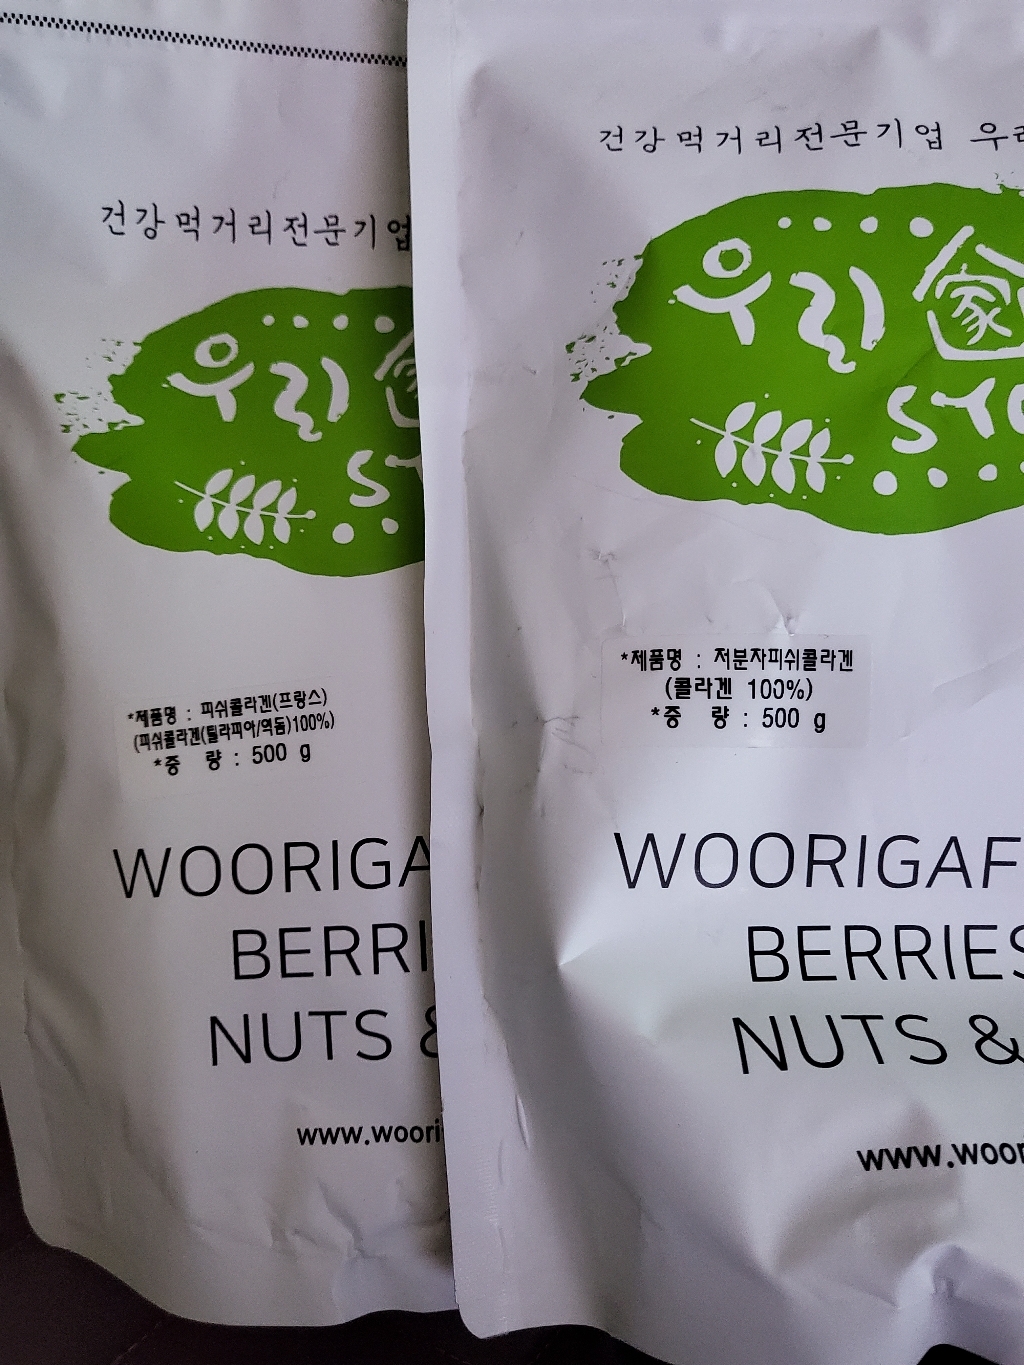 건강먹거리전문기업
우리家
*제품명 : 피쉬콜라겐(프랑스)
(피쉬콜라겐(틸라피아/역돔)100%)
*중 량 : 500 g
WOORIGA
BERRI
NUTS &
www.woori
건강먹거리전문기업 우리
우리家
STO
*제품명 : 저분자피쉬콜라겐
(콜라겐 100%)
*중 량 : 500 g
WOORIGAF
BERRIES
NUTS &
www.woor